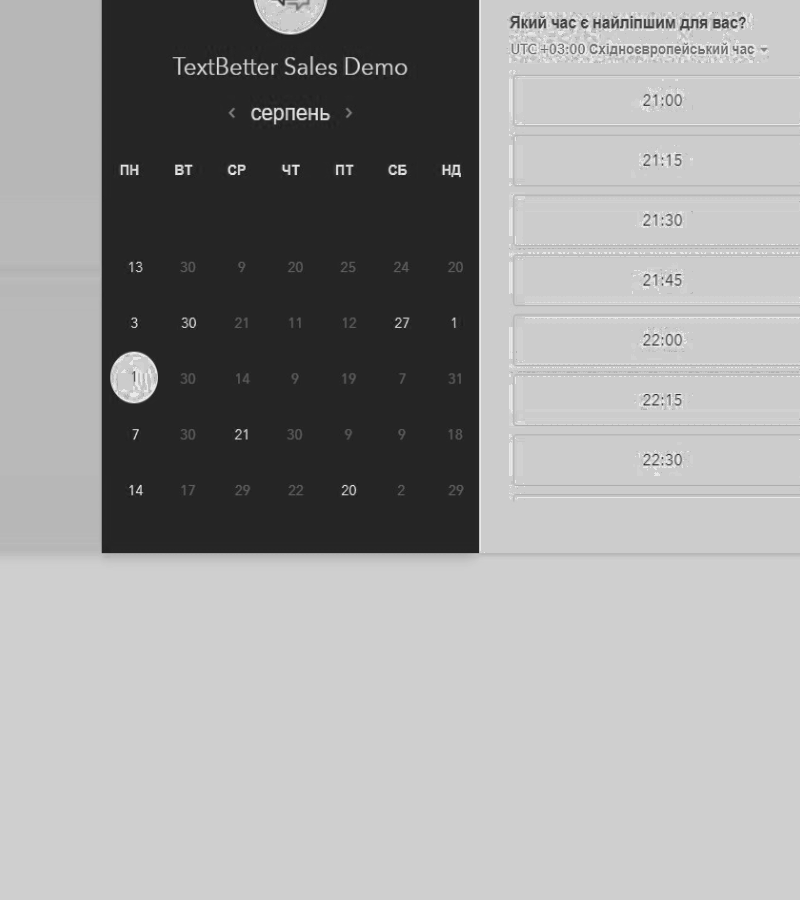 TextBetter Sales Demo
серпень
ПН ВТ СР ЧТ ПТ СБ НД
13 30 9 20 25 24 20
3 30 21 11 12 27 1
1 30 14 9 19 7 31
7 30 21 30 9 9 18
14 17 29 22 20 2 29
Який час є найліпшим для вас?
UTC +03:00 Східноєвропейський час
21:00
21:15
21:30
21:45
22:00
22:15
22:30